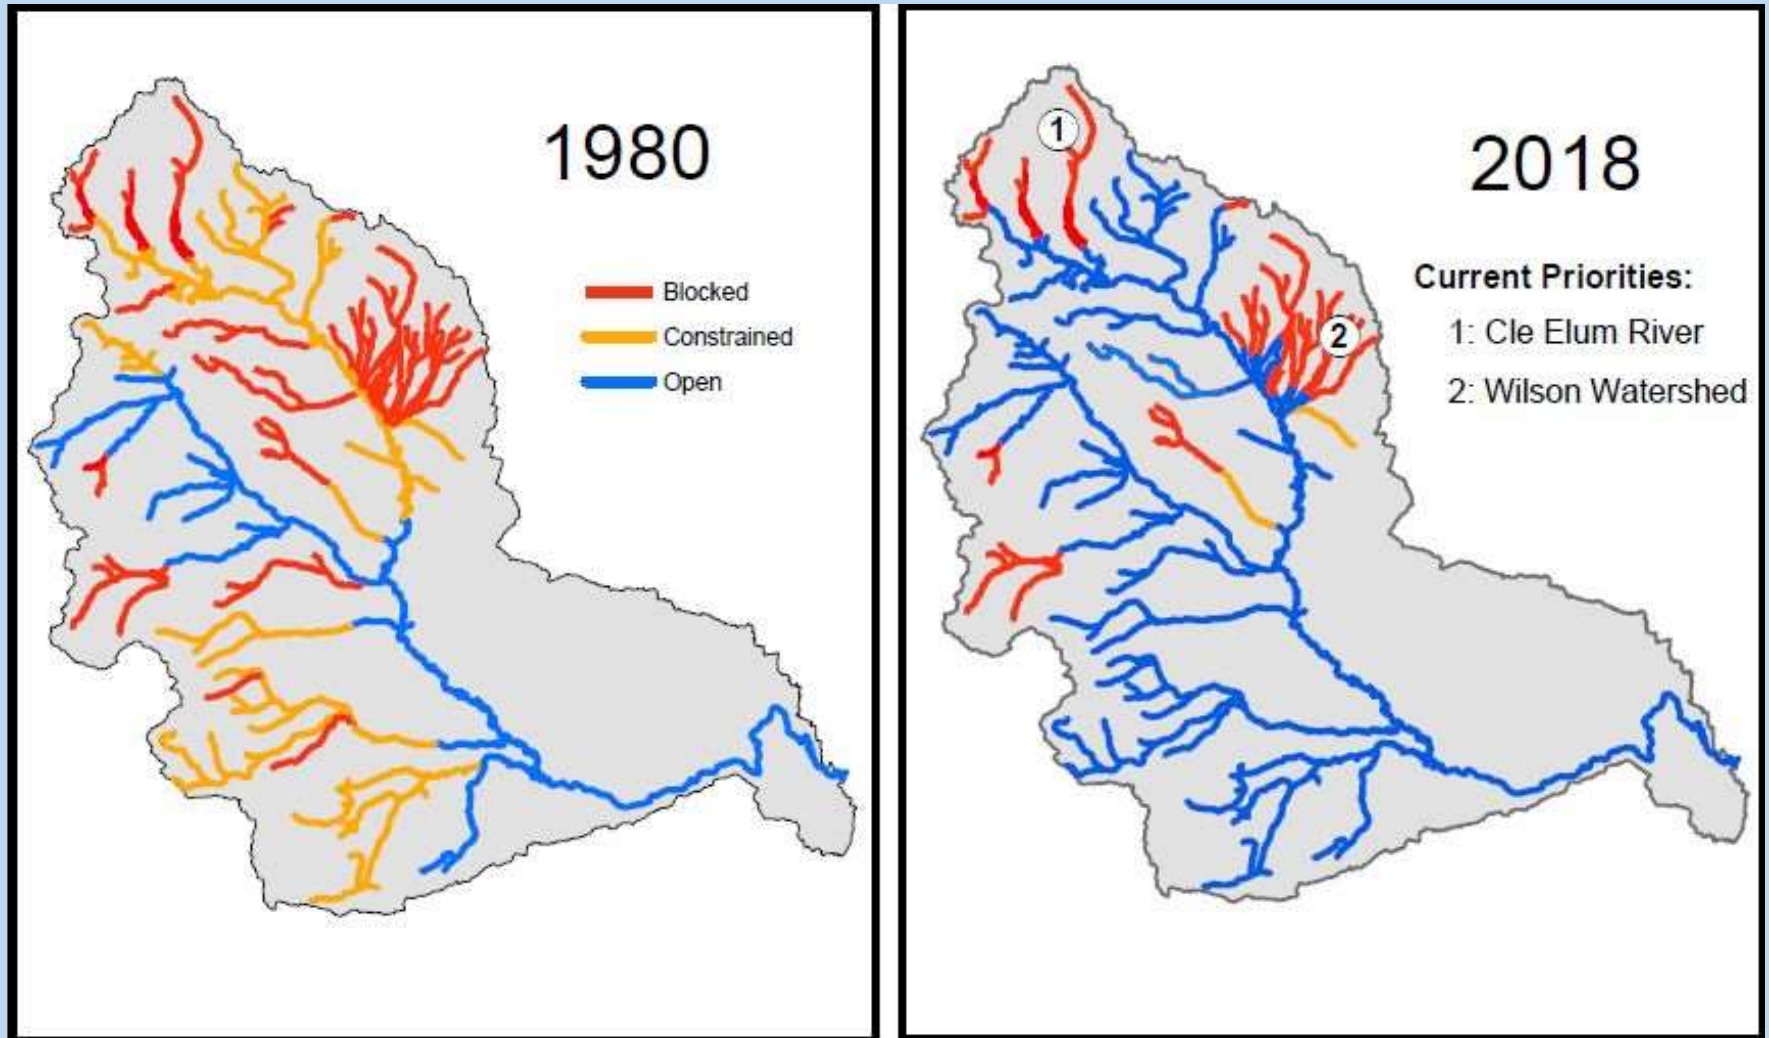 1980
Blocked
Constrained
Open
2018
1
2
Current Priorities:
1: Cle Elum River
2: Wilson Watershed